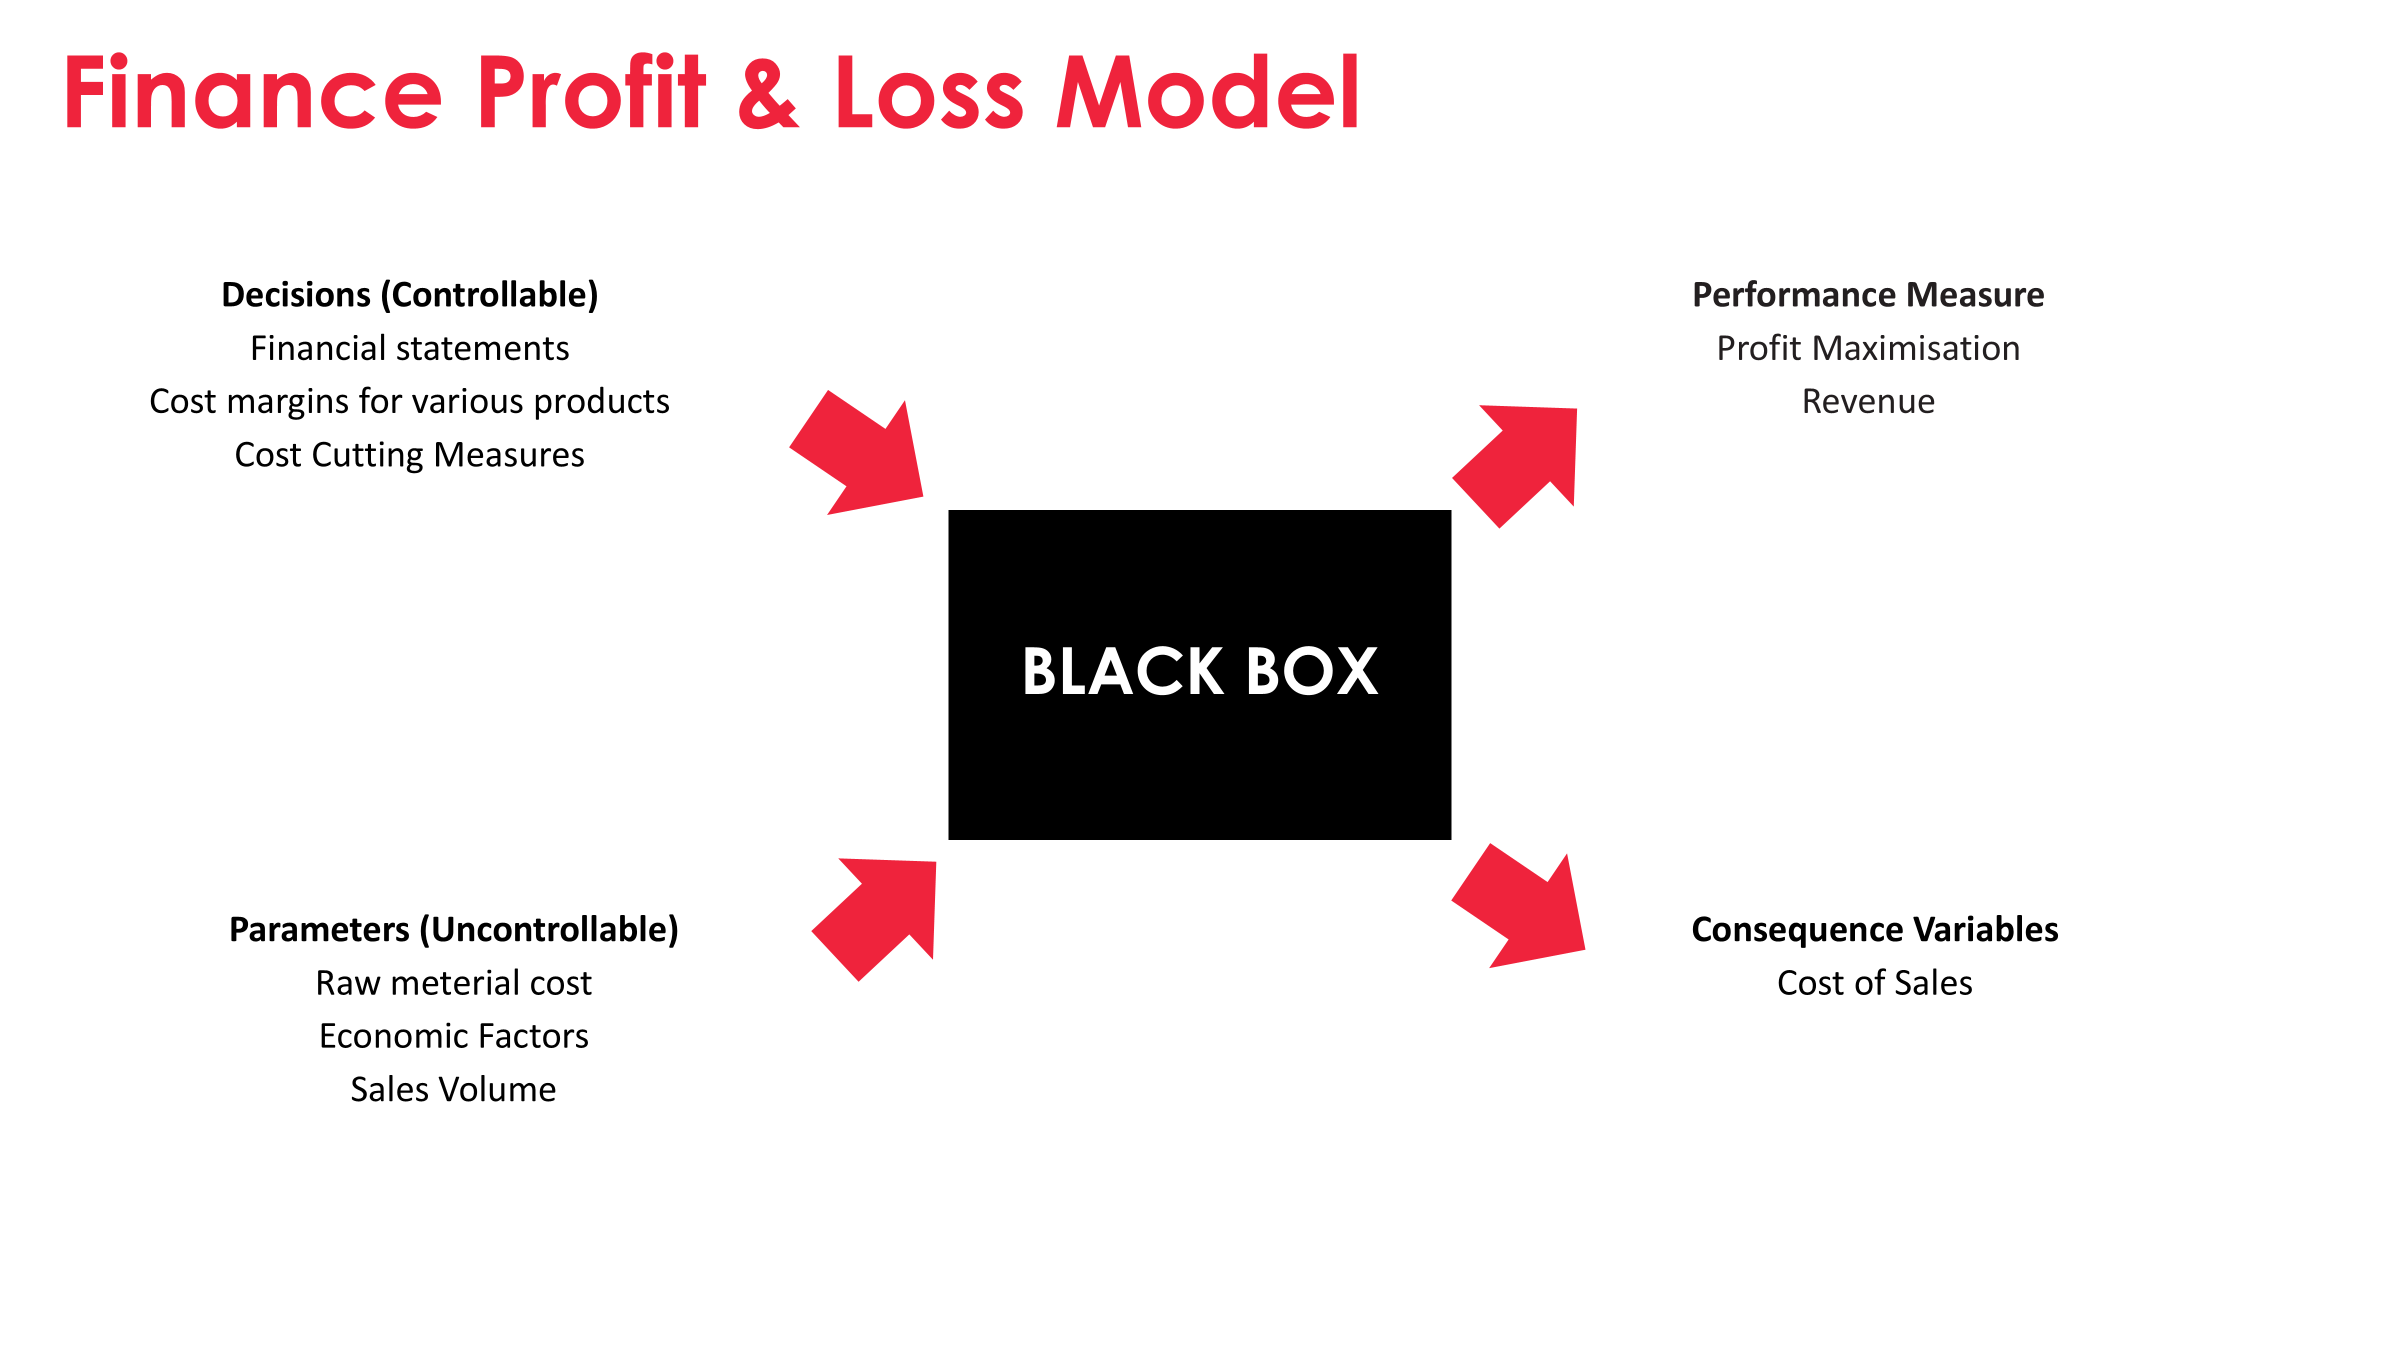 Finance Profit & Loss Model
Decisions (Controllable)
Financial statements
Cost margins for various products
Cost Cutting Measures
Performance Measure
Profit Maximisation
Revenue
BLACK BOX
Parameters (Uncontrollable)
Raw meterial cost
Economic Factors
Sales Volume
Consequence Variables
Cost of Sales